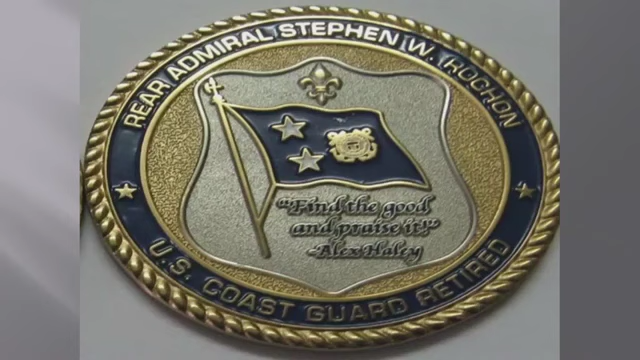 REAR ADMIRAL STEPHEN W. ROCHON
"Find the good
and praise it!"
-Alex Haley
U.S. COAST GUARD RETIRED